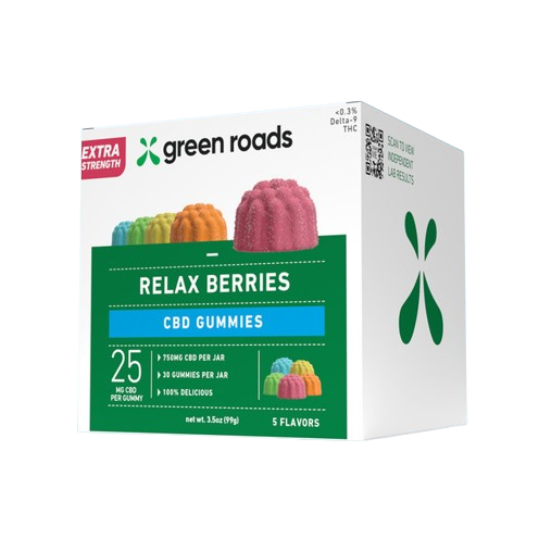 EXTRA
STRENGTH
green roads
<0.3%
Delta-9
THC
SCAN TO VIEW
INDEPENDENT
LAB RESULTS
RELAX BERRIES
CBD GUMMIES
25
MG CBD
PER GUMMY
750MG CBD PER JAR
30 GUMMIES PER JAR
100% DELICIOUS
net wt. 3.5oz (99g)
5 FLAVORS